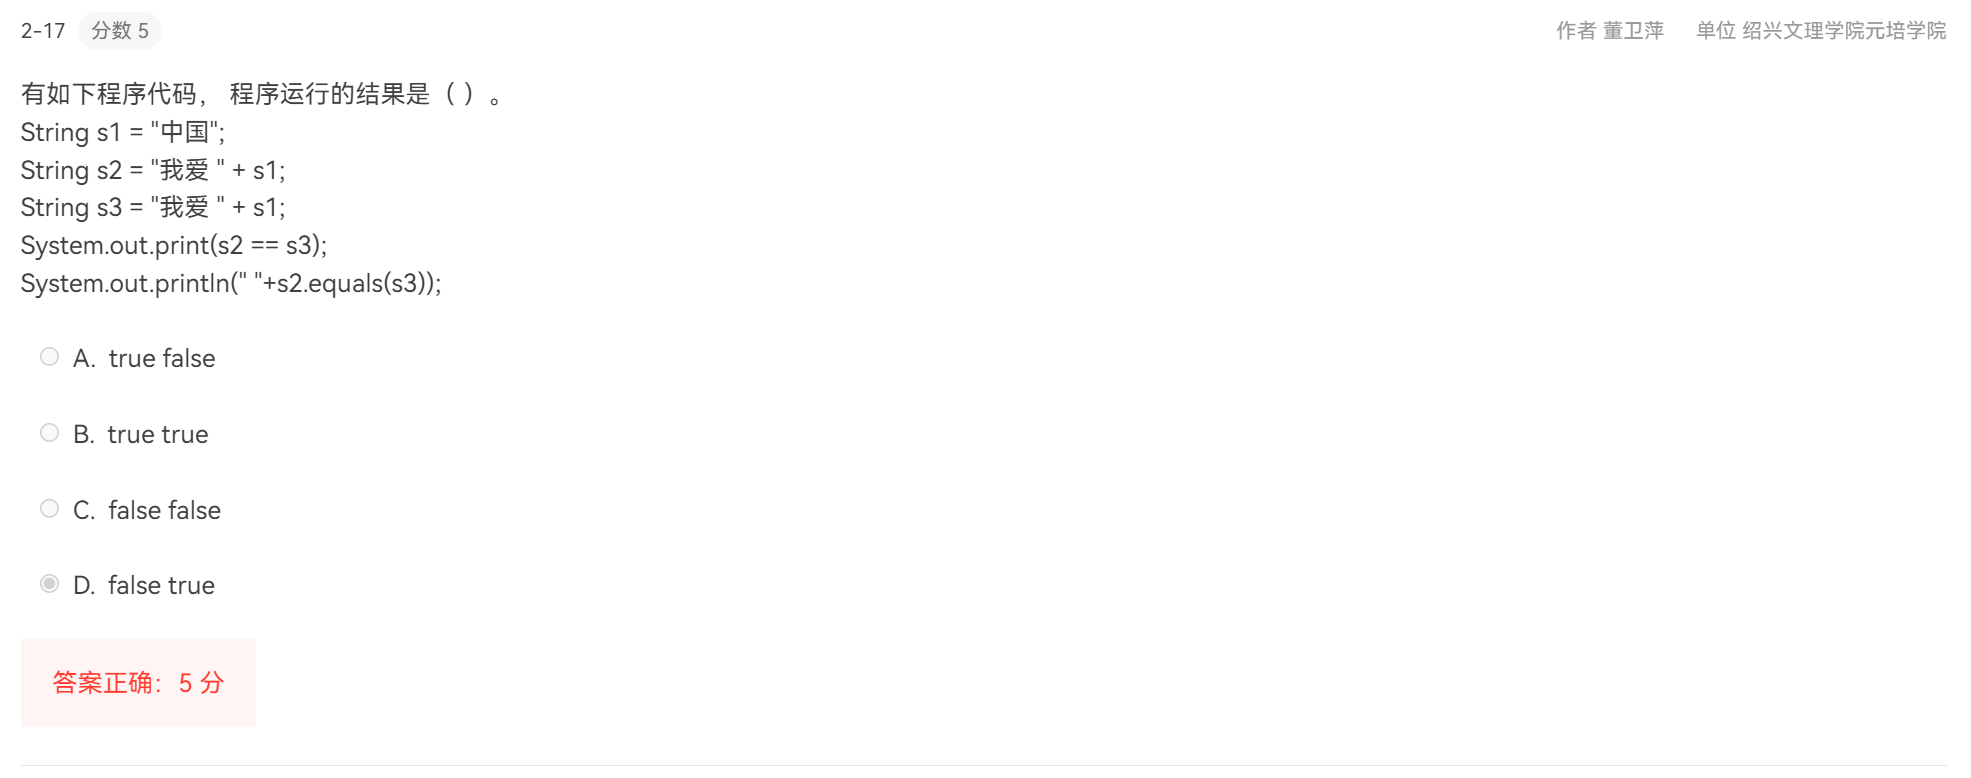 2-17 分数 5 作者 董卫萍 单位 绍兴文理学院元培学院
有如下程序代码， 程序运行的结果是（ ）。
String s1 = "中国";
String s2 = "我爱 " + s1;
String s3 = "我爱 " + s1;
System.out.print(s2 == s3);
System.out.println(" "+s2.equals(s3));
A. true false
B. true true
C. false false
D. false true
答案正确：5 分